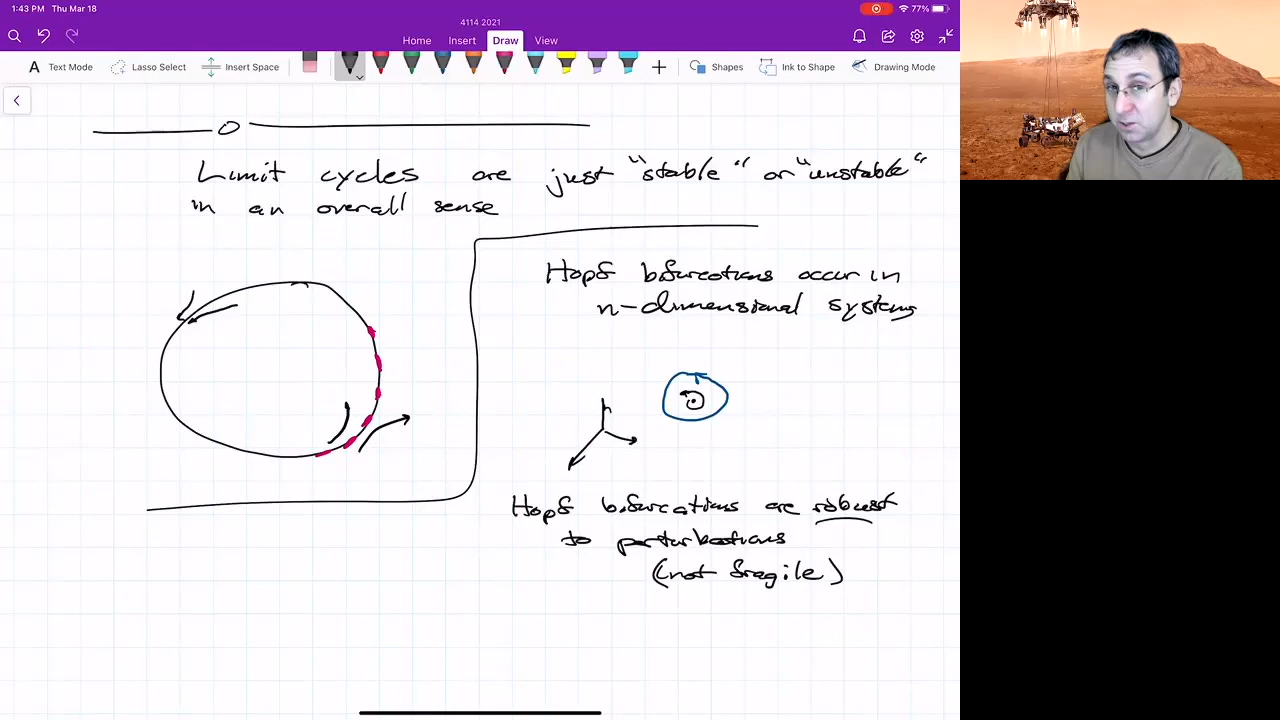 1:43 PM Thu Mar 18
77%
4114 2021
Home Insert Draw View
A Text Mode Lasso Select Insert Space Shapes Ink to Shape Drawing Mode
Limit cycles are just "stable" or "unstable"
in an overall sense
Hopf bifurcations occur in
n-dimensional systems
Hopf bifurcations are robust
to perturbations
(not fragile)